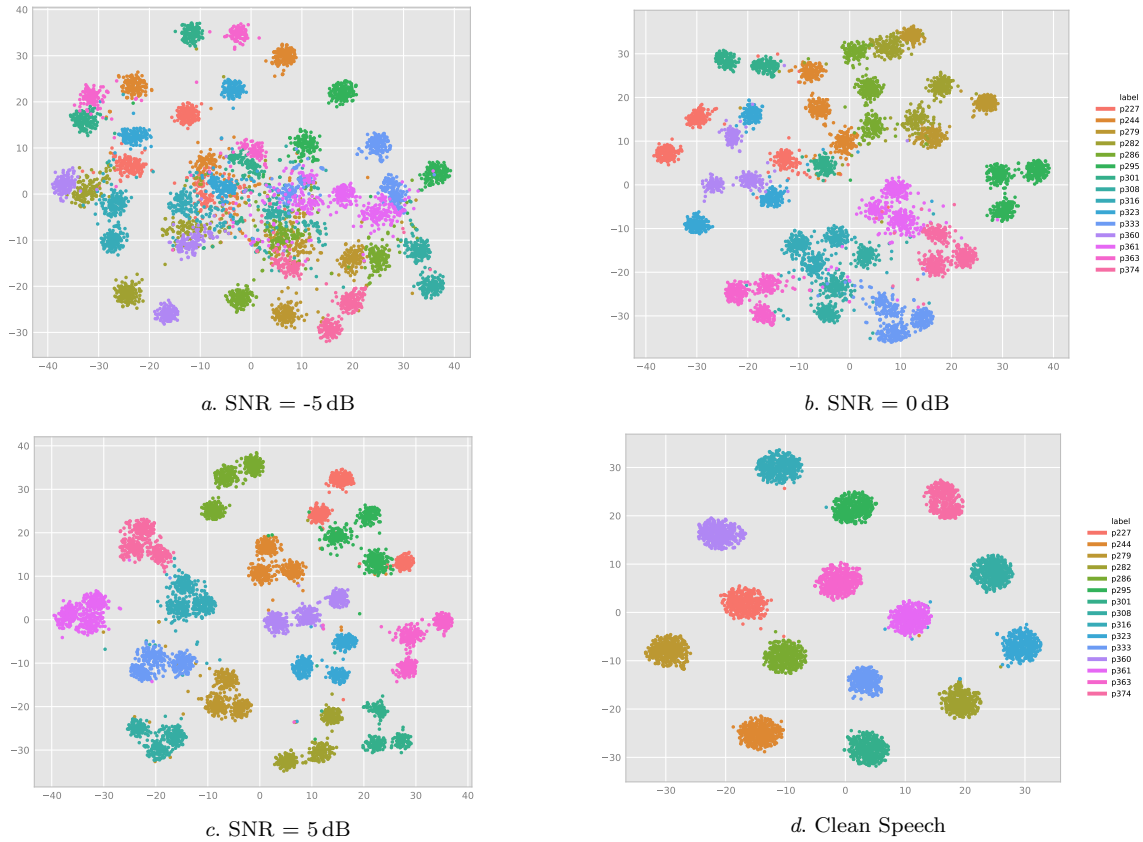 40
30
20
10
0
−10
−20
−30
−40 −30 −20 −10 0 10 20 30 40
a. SNR = -5 dB
30
20
10
0
−10
−20
−30
−40 −30 −20 −10 0 10 20 30 40
b. SNR = 0 dB
label
p227
p244
p279
p282
p286
p295
p301
p308
p316
p323
p333
p360
p361
p363
p374
40
30
20
10
0
−10
−20
−30
−40 −30 −20 −10 0 10 20 30 40
c. SNR = 5 dB
30
20
10
0
−10
−20
−30
−30 −20 −10 0 10 20 30
d. Clean Speech
label
p227
p244
p279
p282
p286
p295
p301
p308
p316
p323
p333
p360
p361
p363
p374